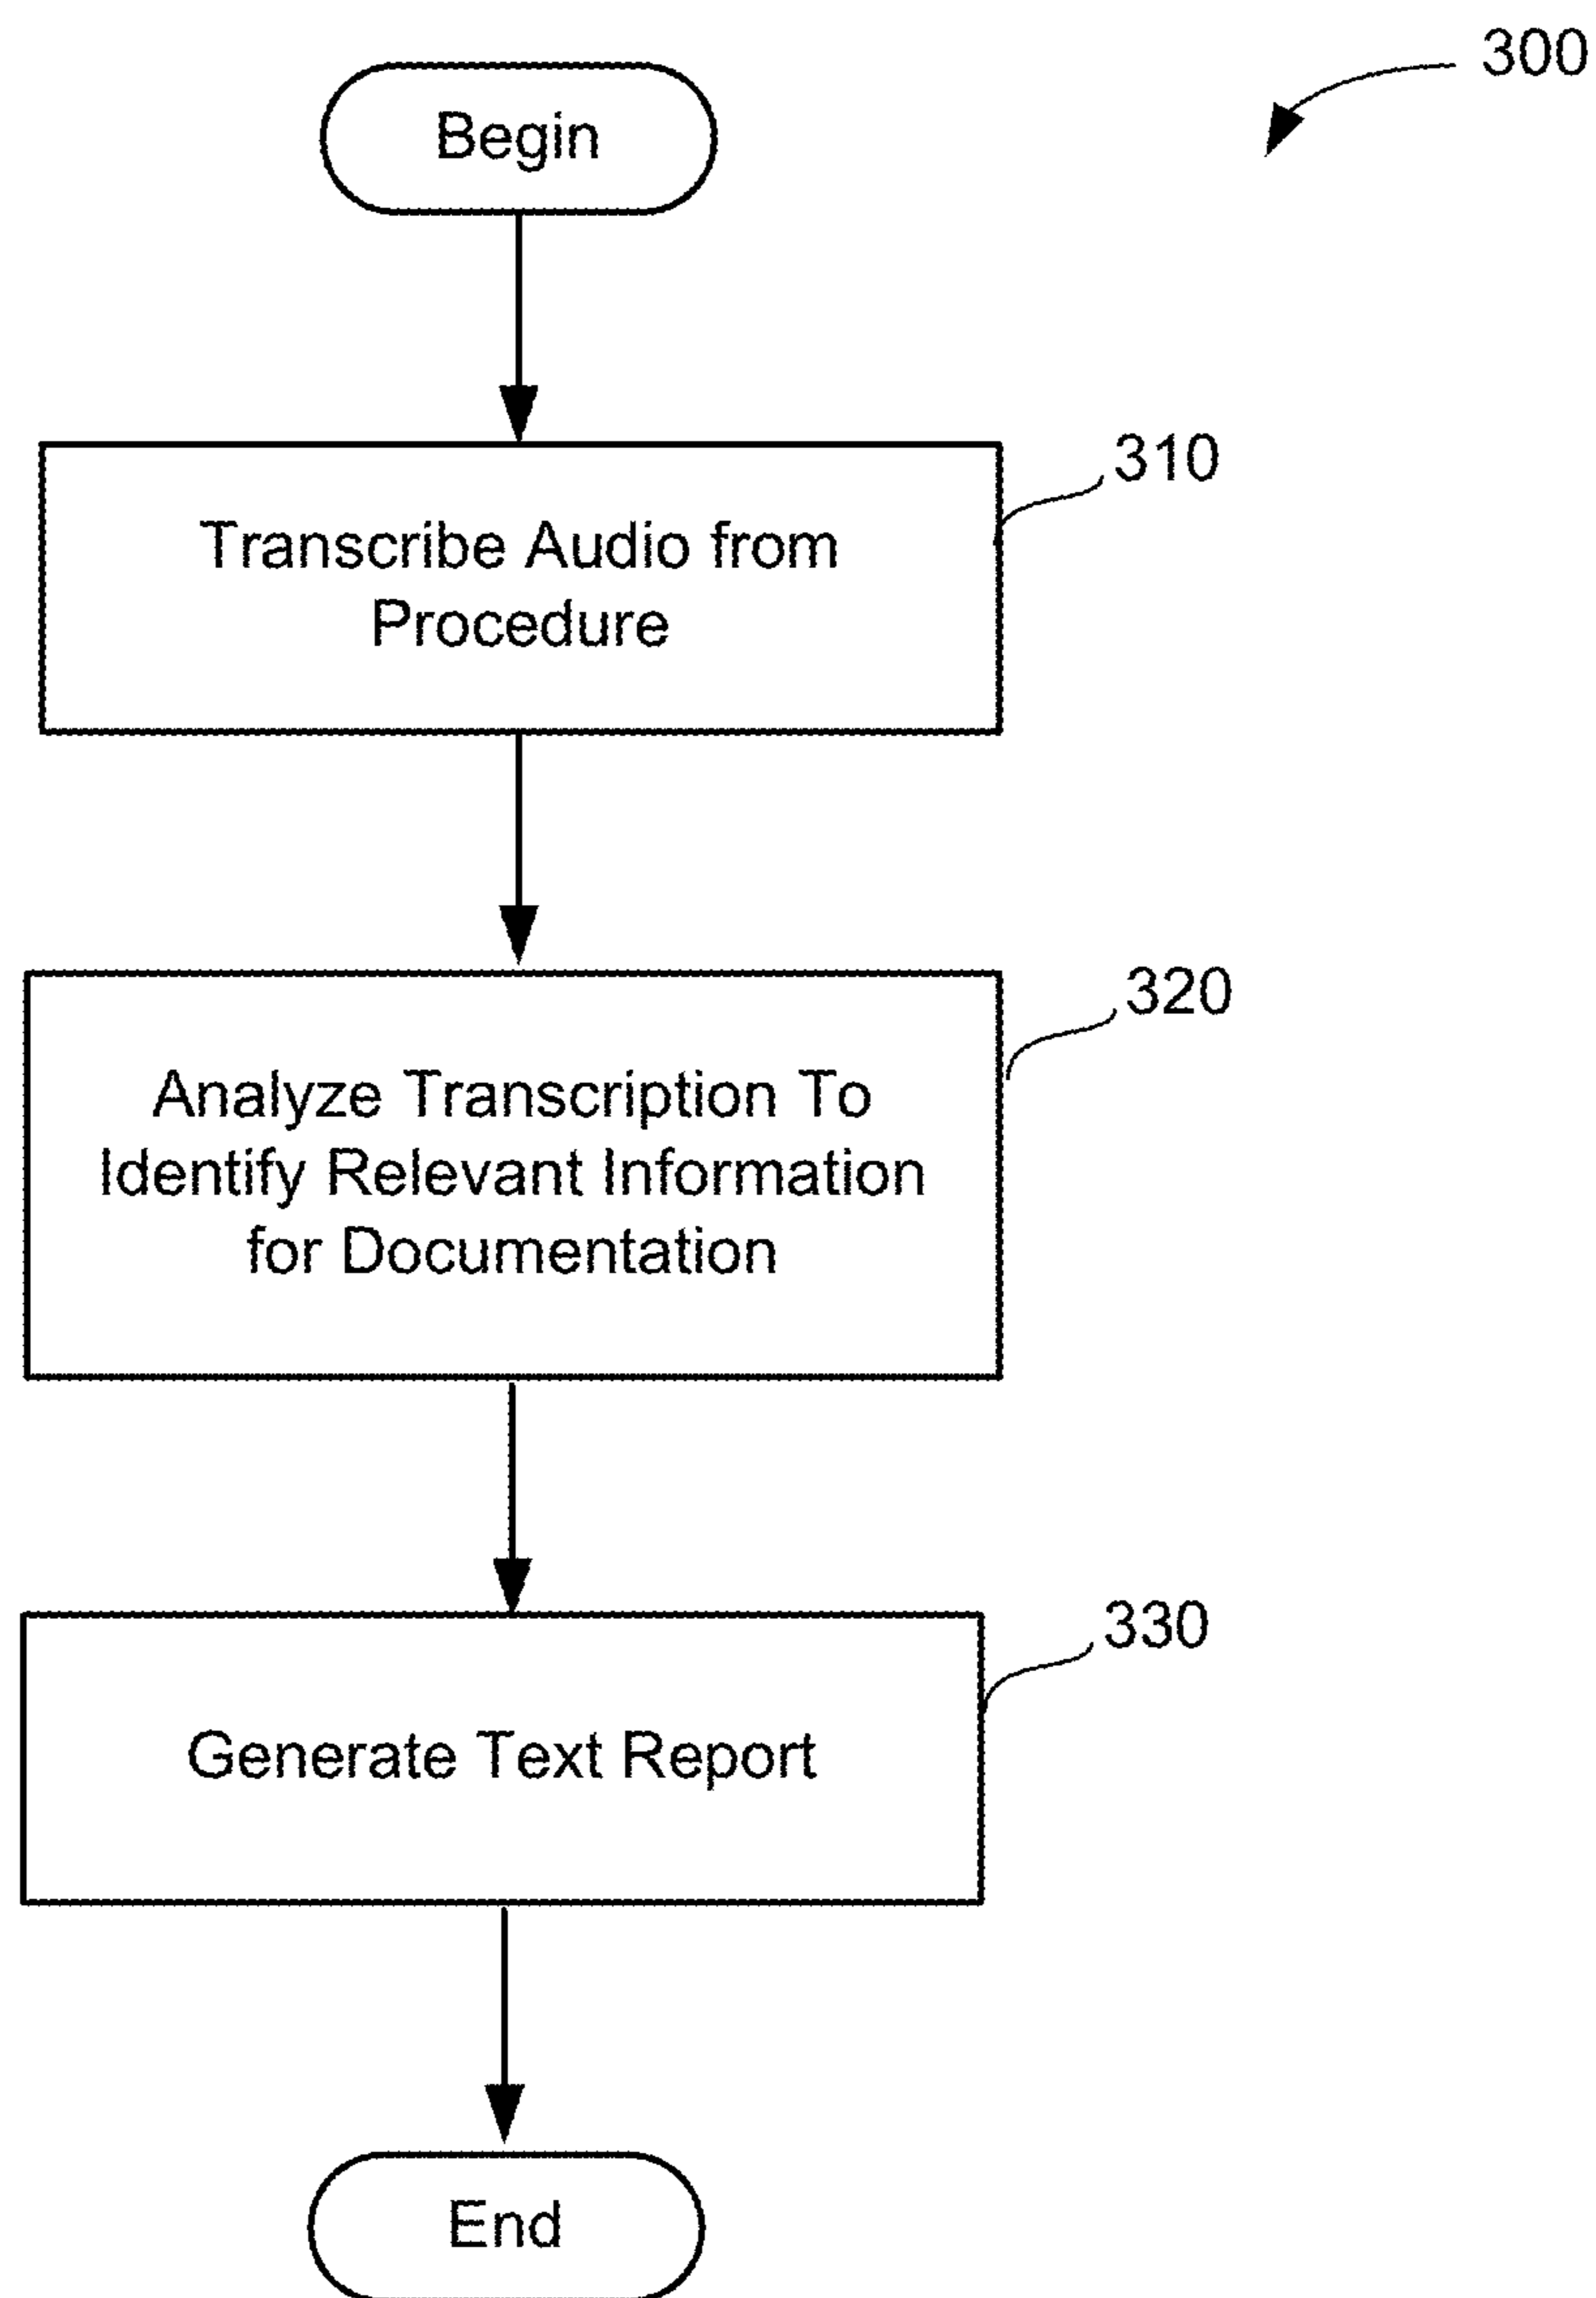 300
Begin
310
Transcribe Audio from
Procedure
320
Analyze Transcription To
Identify Relevant Information
for Documentation
330
Generate Text Report
End